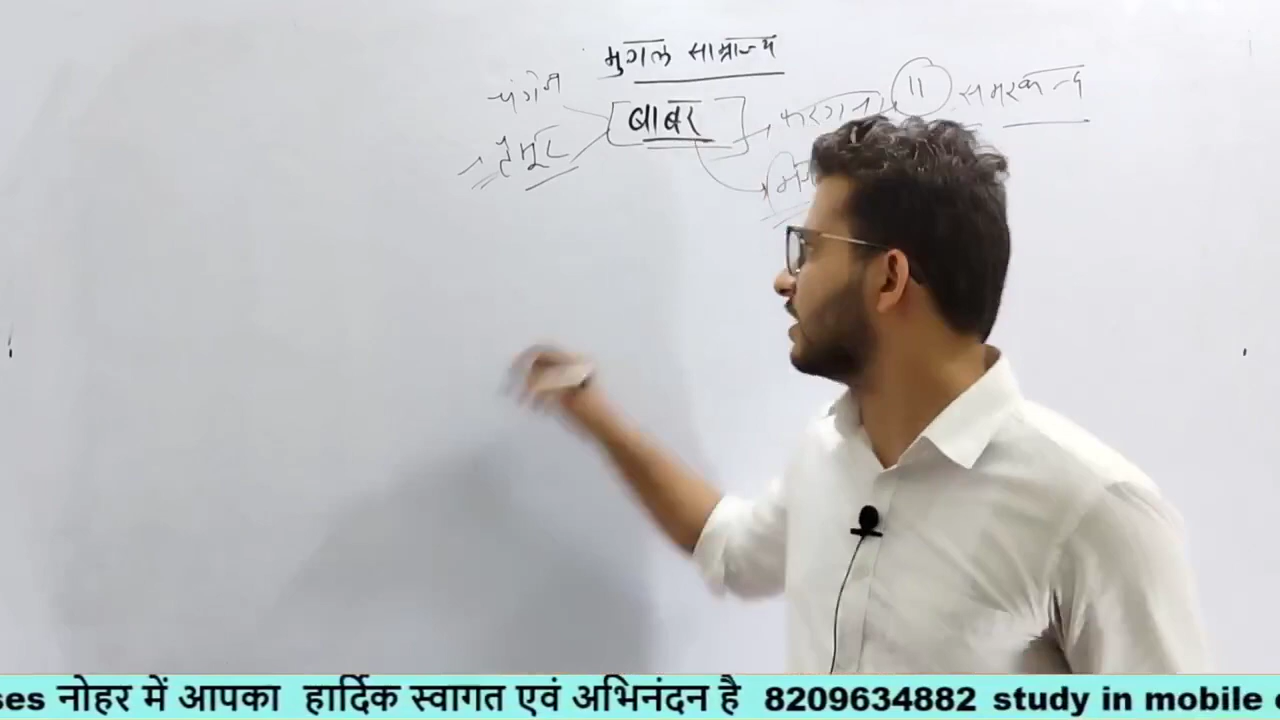 मुगल साम्राज्य
चंगेज
बाबर
फरगना
11
समरकन्द
तैमूर
ses नोहर में आपका हार्दिक स्वागत एवं अभिनंदन है 8209634882 study in mobile